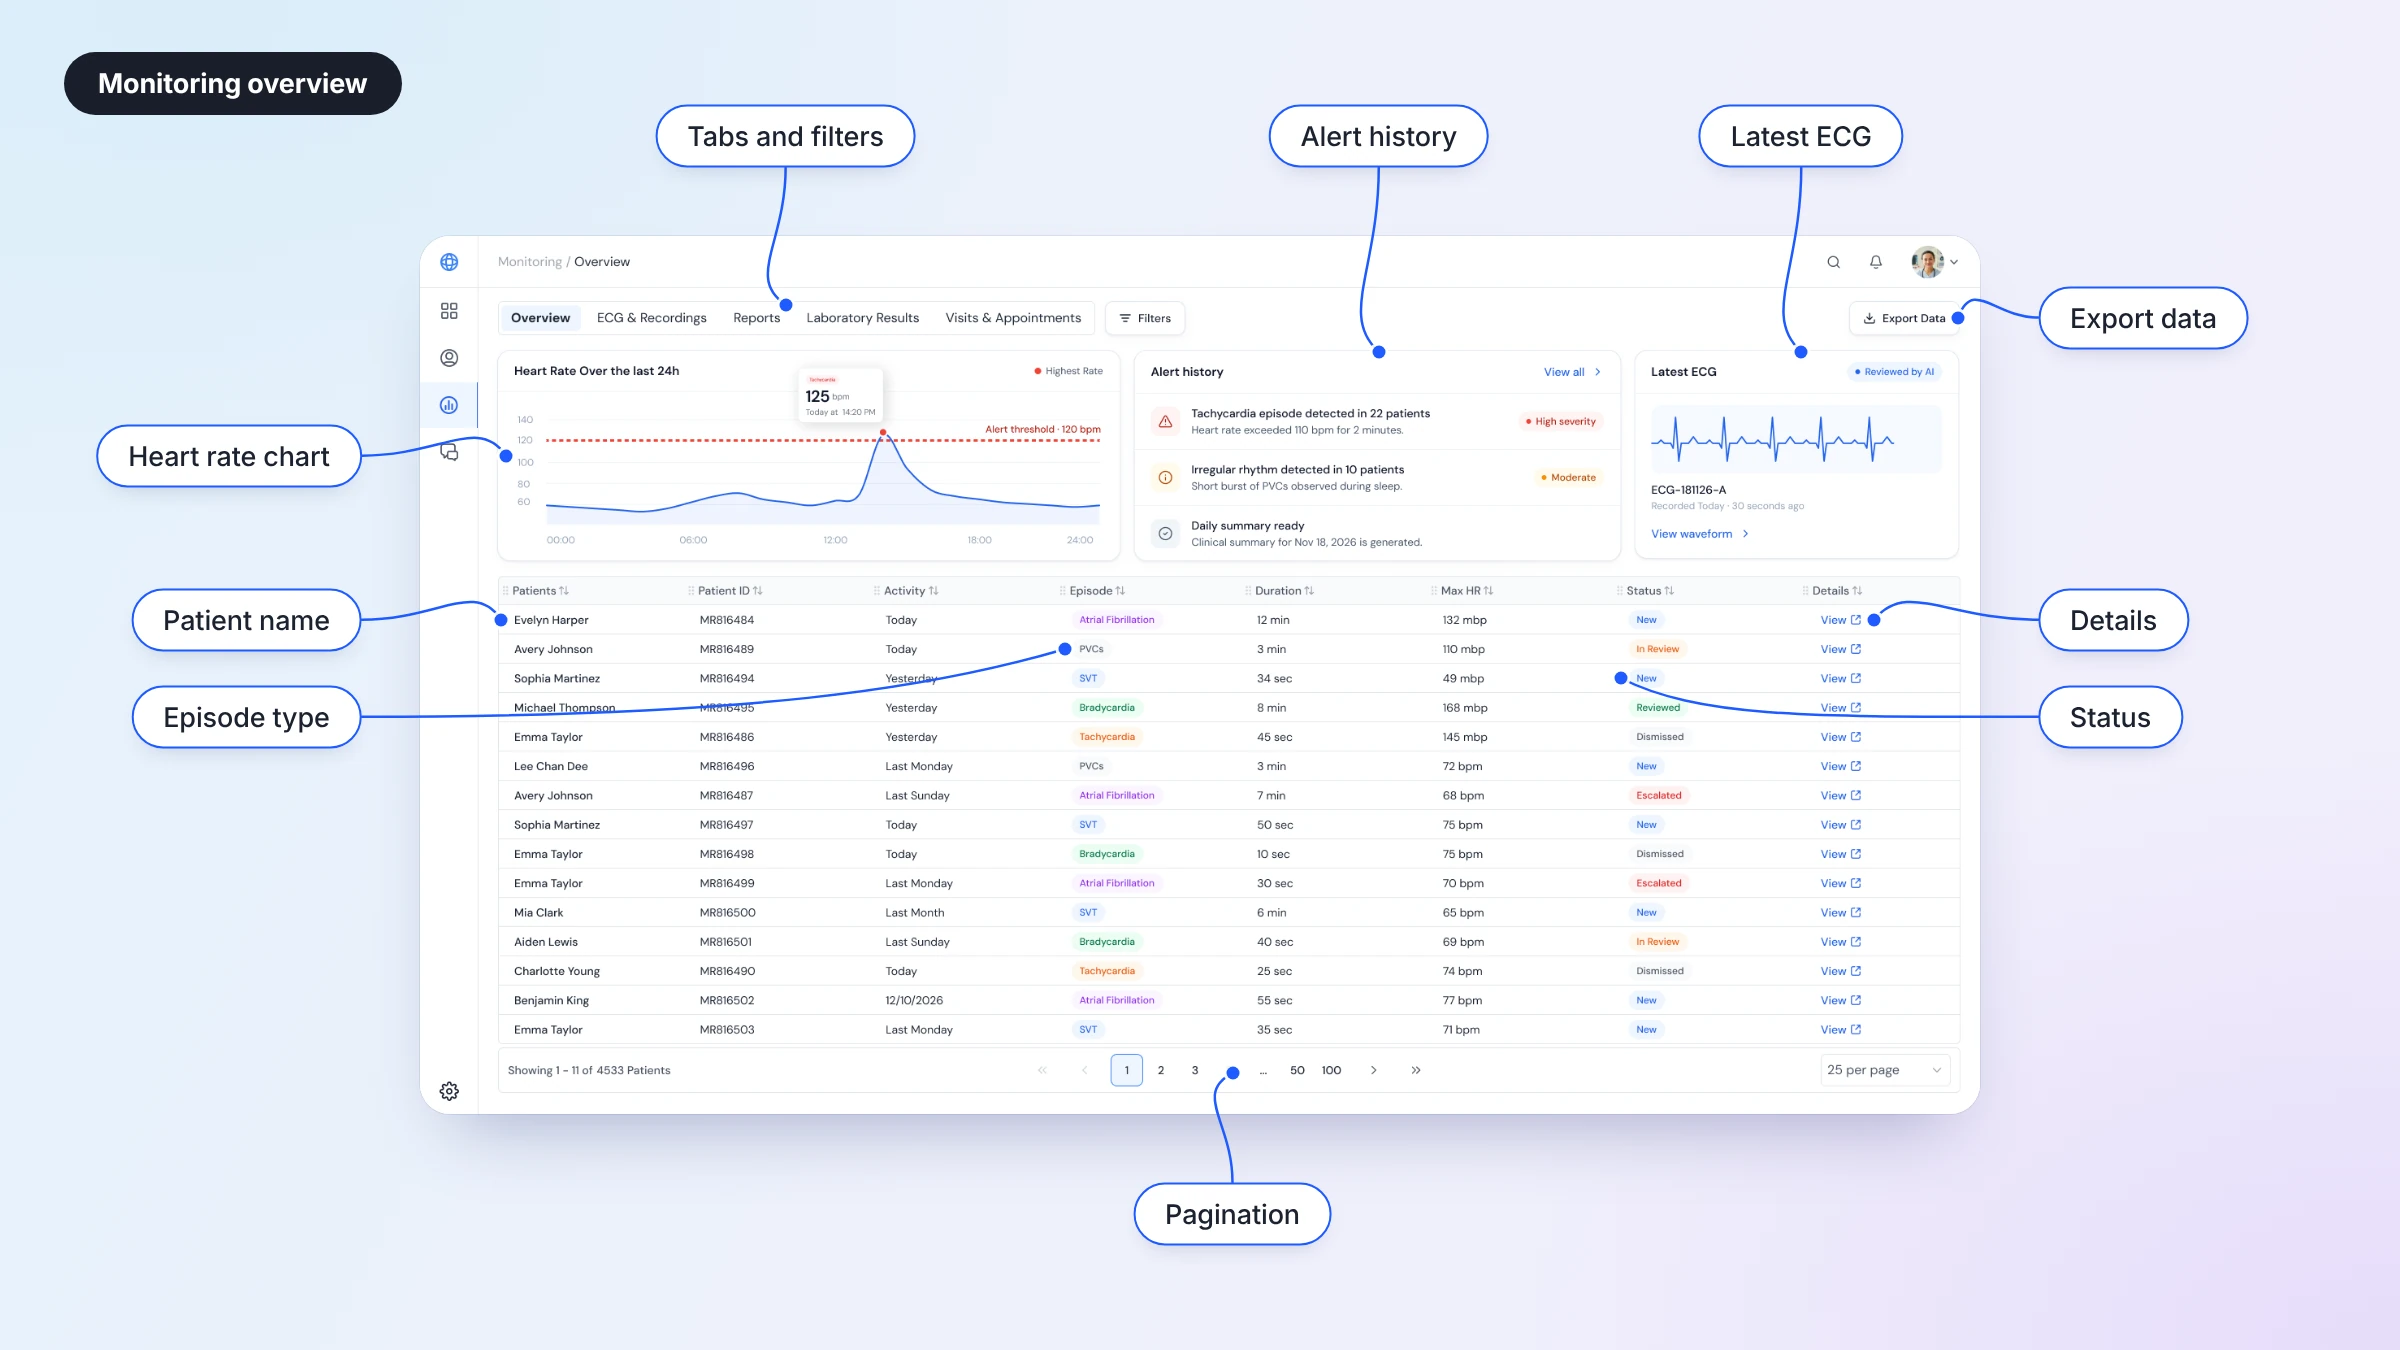 Monitoring overview
Tabs and filters
Alert history
Latest ECG
Monitoring / Overview
Overview
ECG & Recordings
Reports
Laboratory Results
Visits & Appointments
Filters
Export Data
Export data
Heart Rate Over the last 24h
Highest Rate
Tachycardia
125 bpm
Today at 14:20 PM
Alert threshold · 120 bpm
140
120
100
80
60
00:00
06:00
12:00
18:00
24:00
Heart rate chart
Alert history
View all
Tachycardia episode detected in 22 patients
Heart rate exceeded 110 bpm for 2 minutes.
High severity
Irregular rhythm detected in 10 patients
Short burst of PVCs observed during sleep.
Moderate
Daily summary ready
Clinical summary for Nov 18, 2026 is generated.
Latest ECG
Reviewed by AI
ECG-181126-A
Recorded Today · 30 seconds ago
View waveform
Patient name
Episode type
Details
Status
Patients Patient ID Activity Episode Duration Max HR Status Details
Evelyn Harper MR816484 Today Atrial Fibrillation 12 min 132 mbp New View
Avery Johnson MR816489 Today PVCs 3 min 110 mbp In Review View
Sophia Martinez MR816494 Yesterday SVT 34 sec 49 mbp New View
Michael Thompson MR816495 Yesterday Bradycardia 8 min 168 mbp Reviewed View
Emma Taylor MR816486 Yesterday Tachycardia 45 sec 145 mbp Dismissed View
Lee Chan Dee MR816496 Last Monday PVCs 3 min 72 bpm New View
Avery Johnson MR816487 Last Sunday Atrial Fibrillation 7 min 68 bpm Escalated View
Sophia Martinez MR816497 Today SVT 50 sec 75 bpm New View
Emma Taylor MR816498 Today Bradycardia 10 sec 75 bpm Dismissed View
Emma Taylor MR816499 Last Monday Atrial Fibrillation 30 sec 70 bpm Escalated View
Mia Clark MR816500 Last Month SVT 6 min 65 bpm New View
Aiden Lewis MR816501 Last Sunday Bradycardia 40 sec 69 bpm In Review View
Charlotte Young MR816490 Today Tachycardia 25 sec 74 bpm Dismissed View
Benjamin King MR816502 12/10/2026 Atrial Fibrillation 55 sec 77 bpm New View
Emma Taylor MR816503 Last Monday SVT 35 sec 71 bpm New View
Showing 1 - 11 of 4533 Patients
1 2 3 ... 50 100
25 per page
Pagination